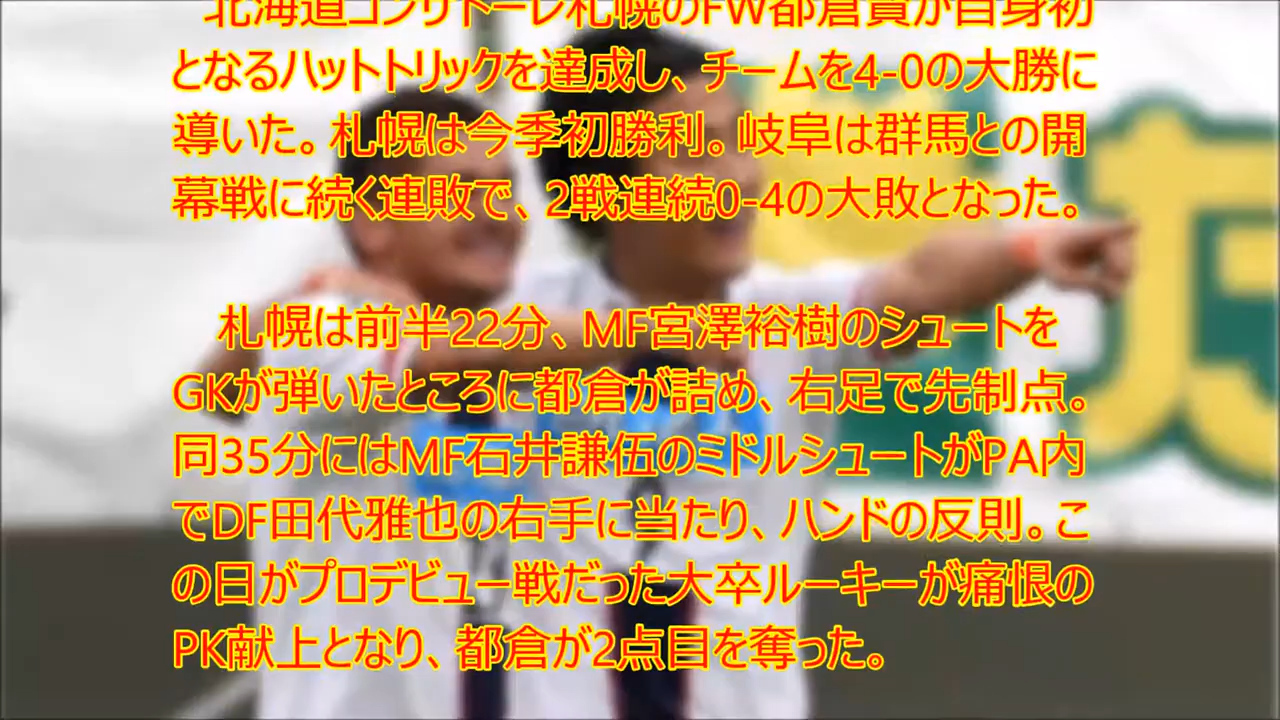 北海道コンサドーレ札幌のFW都倉賢が自身初
となるハットトリックを達成し、チームを4-0の大勝に
導いた。札幌は今季初勝利。岐阜は群馬との開
幕戦に続く連敗で、2戦連続0-4の大敗となった。
札幌は前半22分、MF宮澤裕樹のシュートを
GKが弾いたところに都倉が詰め、右足で先制点。
同35分にはMF石井謙伍のミドルシュートがPA内
でDF田代雅也の右手に当たり、ハンドの反則。こ
の日がプロデビュー戦だった大卒ルーキーが痛恨の
PK献上となり、都倉が2点目を奪った。